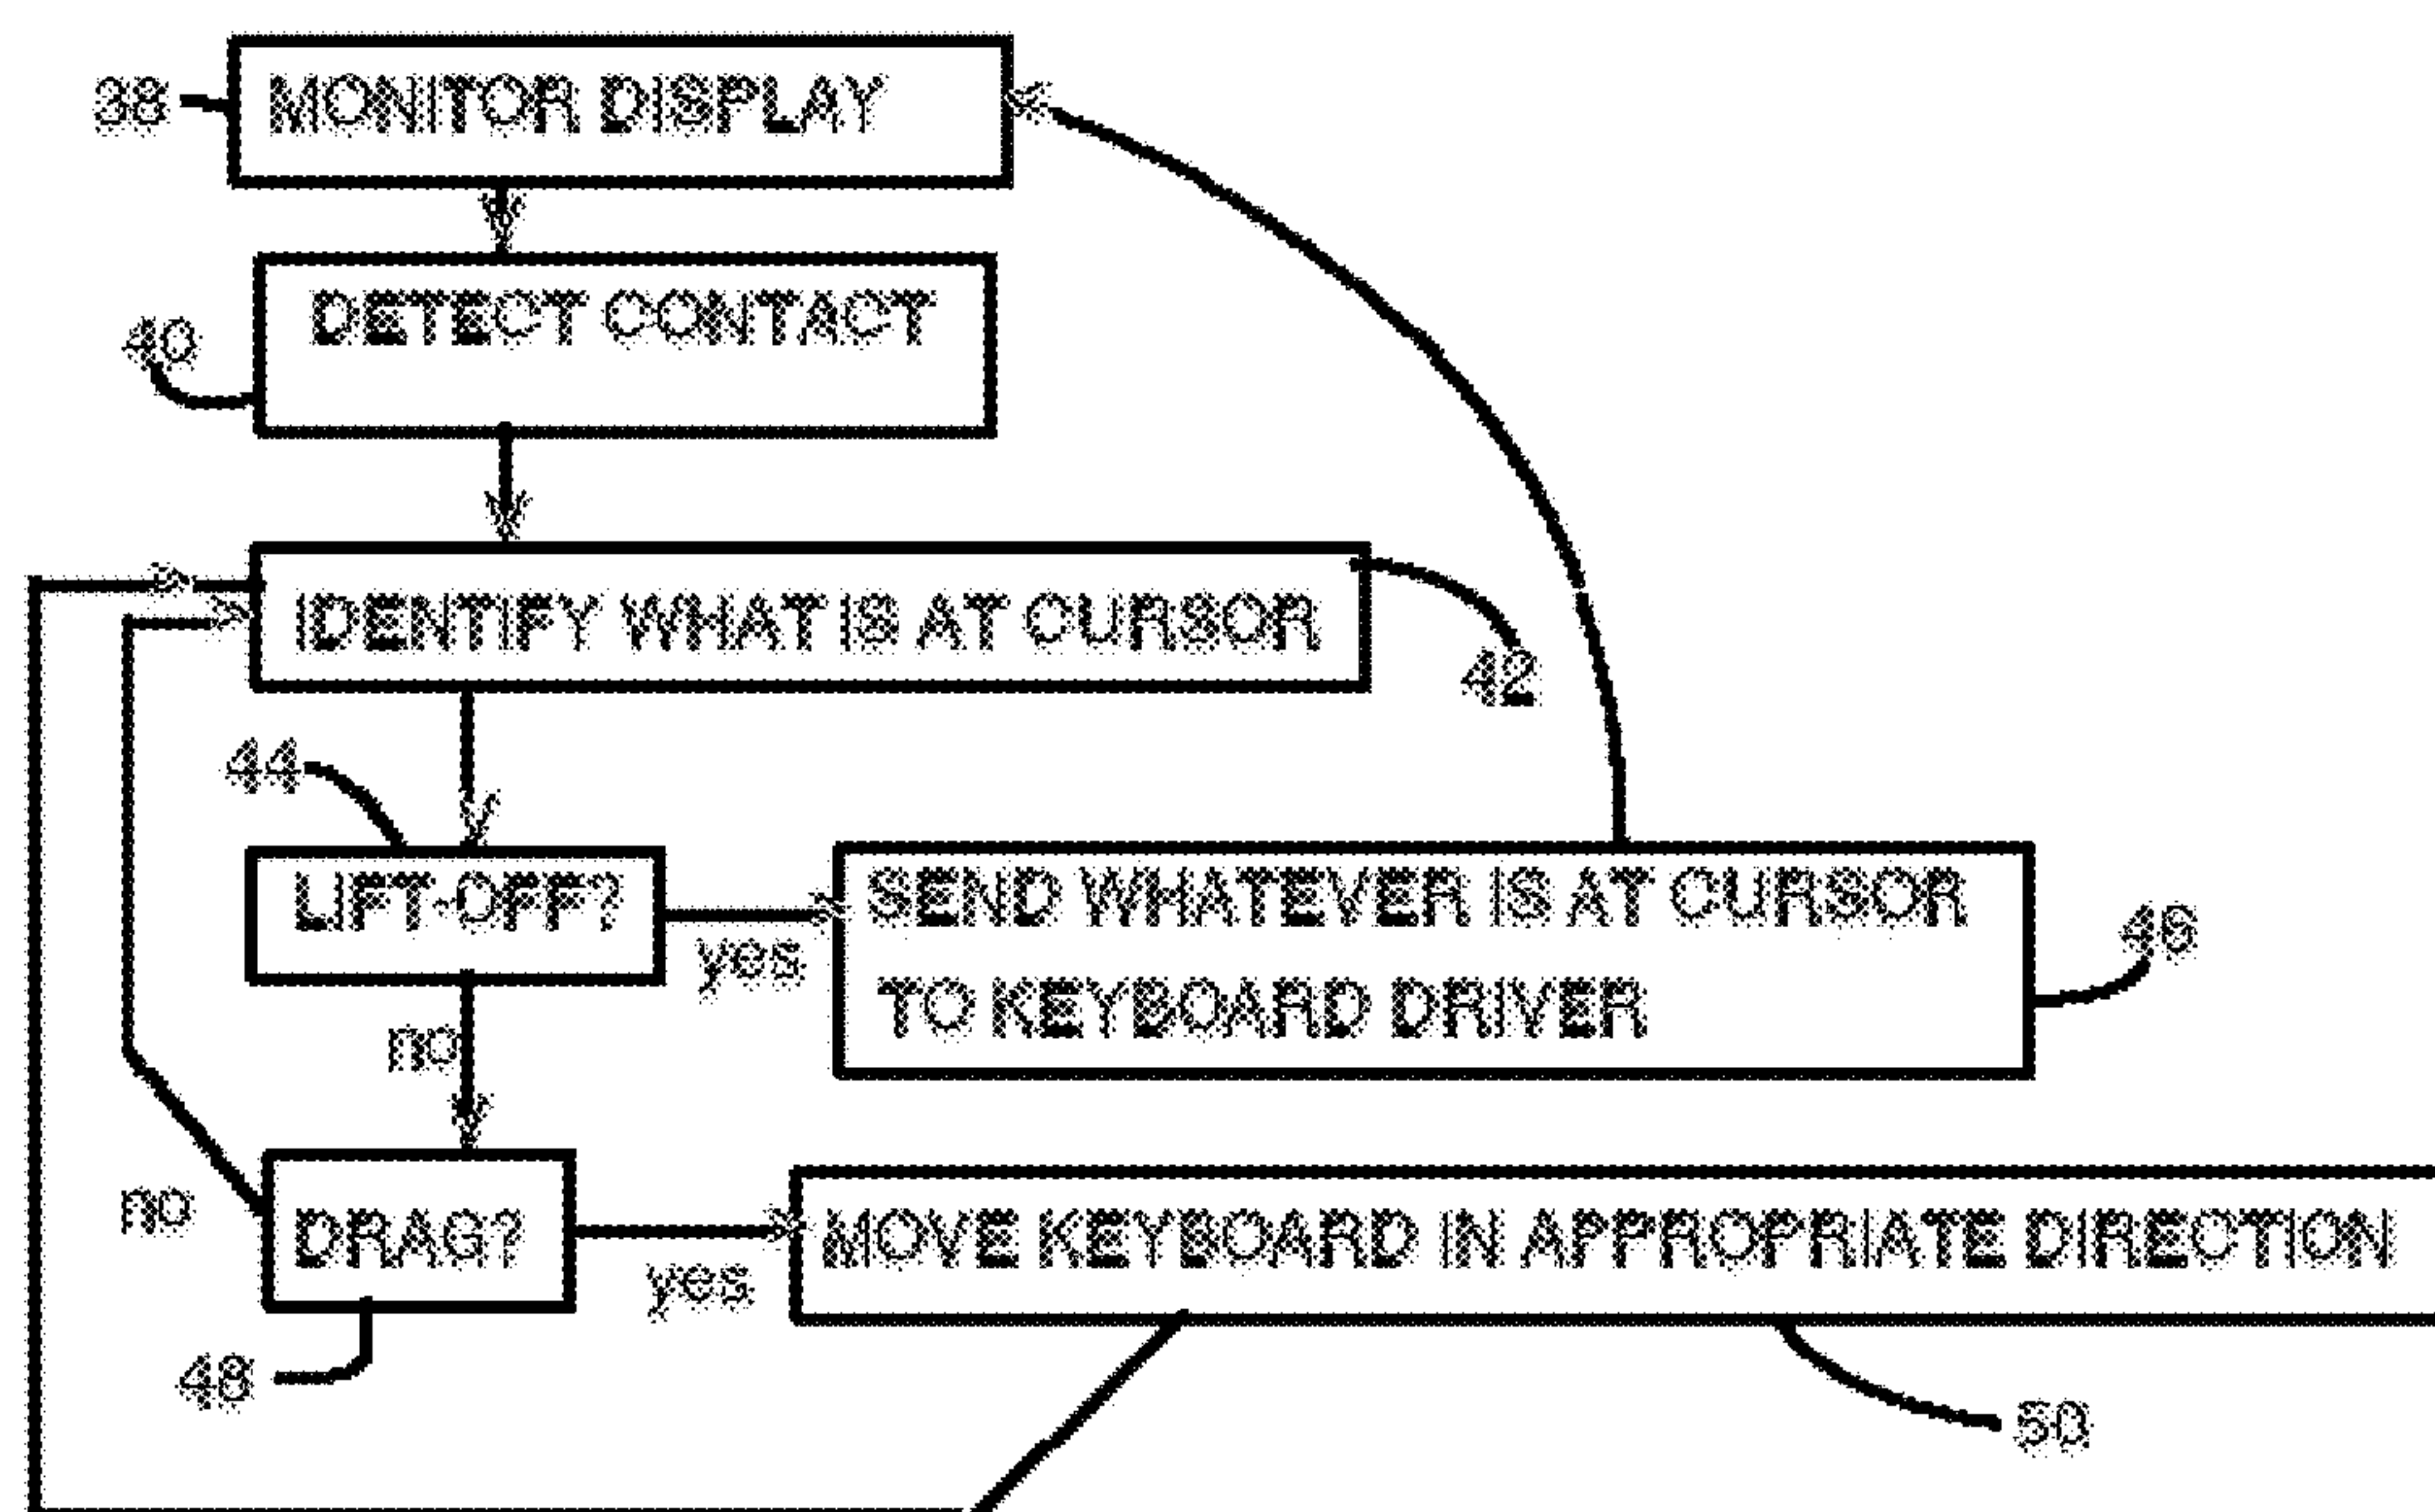 38
MONITOR DISPLAY
DETECT CONTACT
40
IDENTIFY WHAT IS AT CURSOR
42
44
LIFT-OFF?
yes
SEND WHATEVER IS AT CURSOR
TO KEYBOARD DRIVER
46
no
no
DRAG?
yes
MOVE KEYBOARD IN APPROPRIATE DIRECTION
48
50